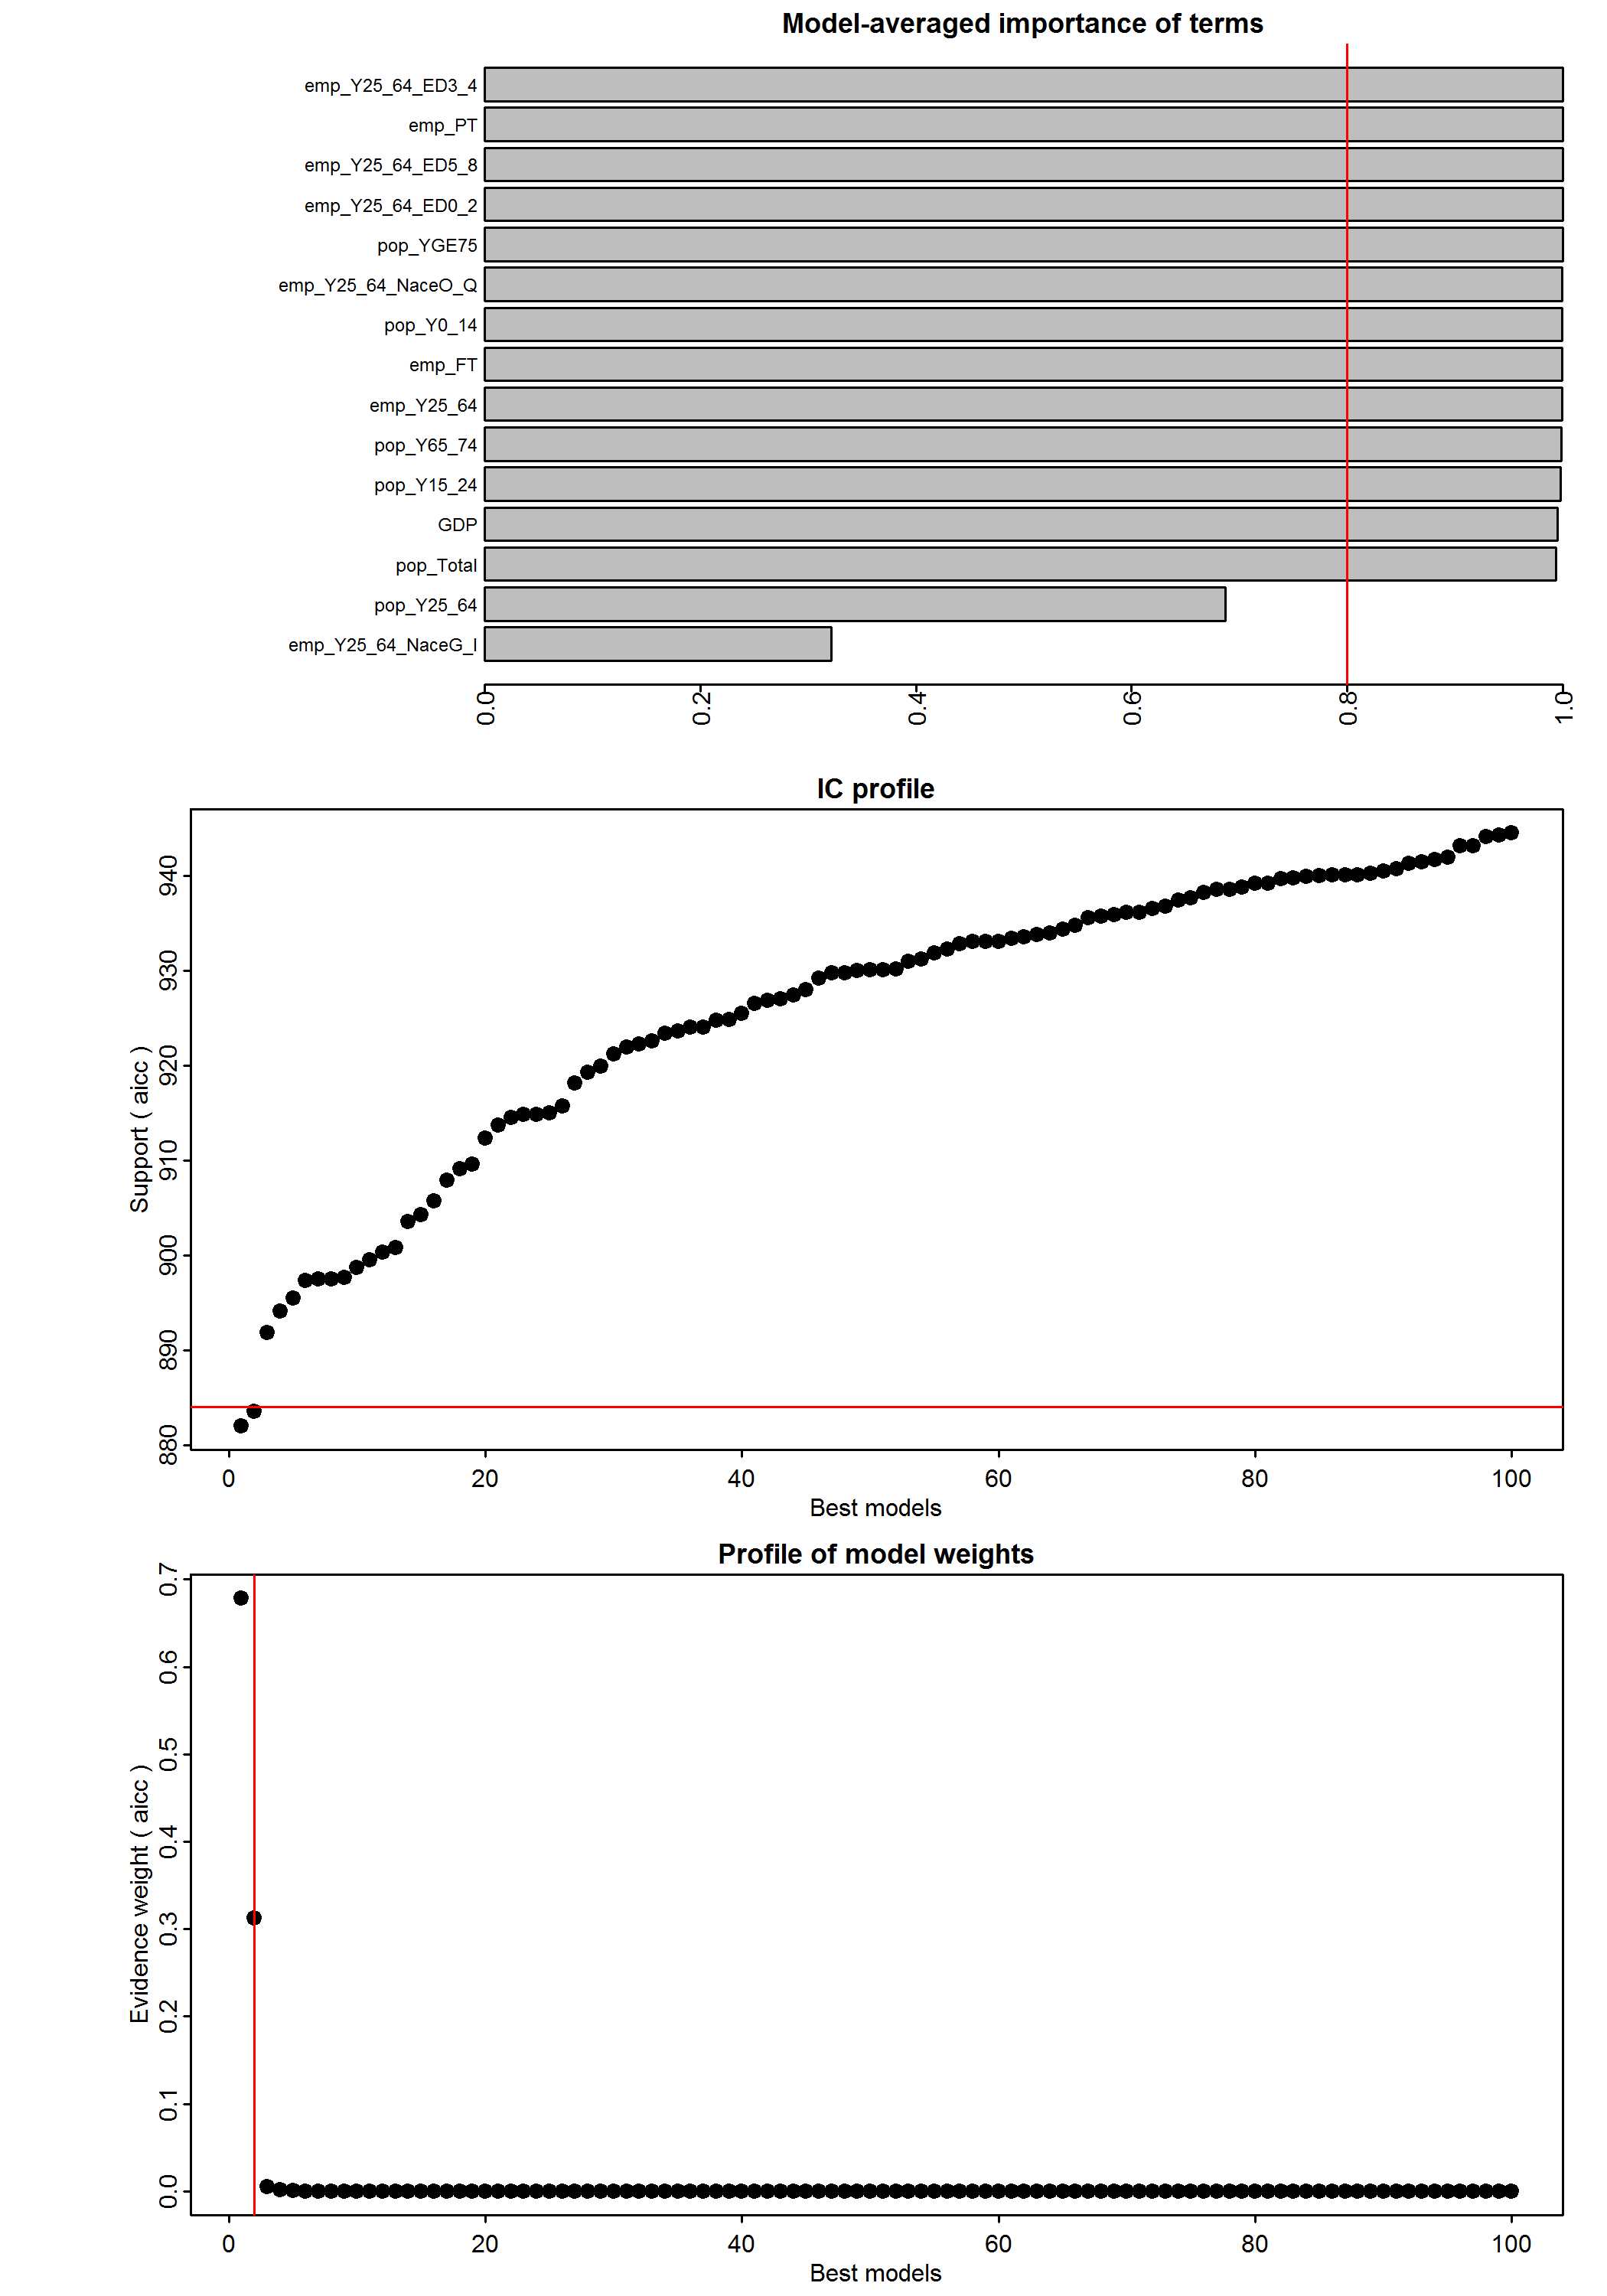 Model-averaged importance of terms
emp_Y25_64_ED3_4
emp_PT
emp_Y25_64_ED5_8
emp_Y25_64_ED0_2
pop_YGE75
emp_Y25_64_NaceO_Q
pop_Y0_14
emp_FT
emp_Y25_64
pop_Y65_74
pop_Y15_24
GDP
pop_Total
pop_Y25_64
emp_Y25_64_NaceG_I
0.0 0.2 0.4 0.6 0.8 1.0
IC profile
Support ( aicc )
940
930
920
910
900
890
880
0 20 40 60 80 100
Best models
Profile of model weights
Evidence weight ( aicc )
0.7
0.6
0.5
0.4
0.3
0.2
0.1
0.0
0 20 40 60 80 100
Best models